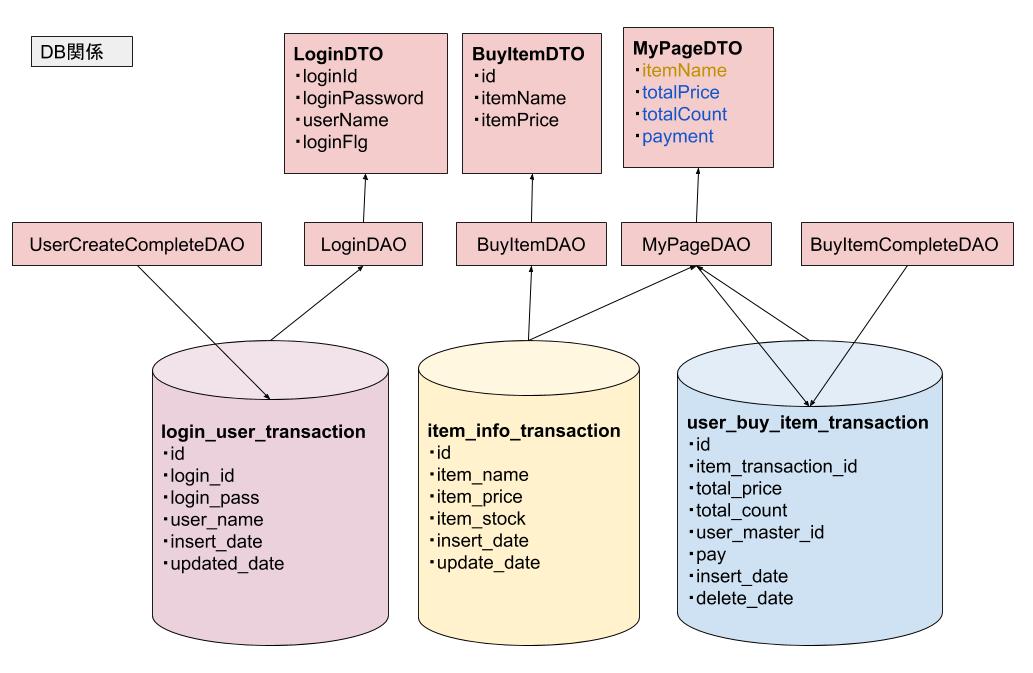 DB関係
LoginDTO
・loginId
・loginPassword
・userName
・loginFlg
BuyItemDTO
・id
・itemName
・itemPrice
MyPageDTO
・itemName
・totalPrice
・totalCount
・payment
UserCreateCompleteDAO
LoginDAO
BuyItemDAO
MyPageDAO
BuyItemCompleteDAO
login_user_transaction
・id
・login_id
・login_pass
・user_name
・insert_date
・updated_date
item_info_transaction
・id
・item_name
・item_price
・item_stock
・insert_date
・update_date
user_buy_item_transaction
・id
・item_transaction_id
・total_price
・total_count
・user_master_id
・pay
・insert_date
・delete_date